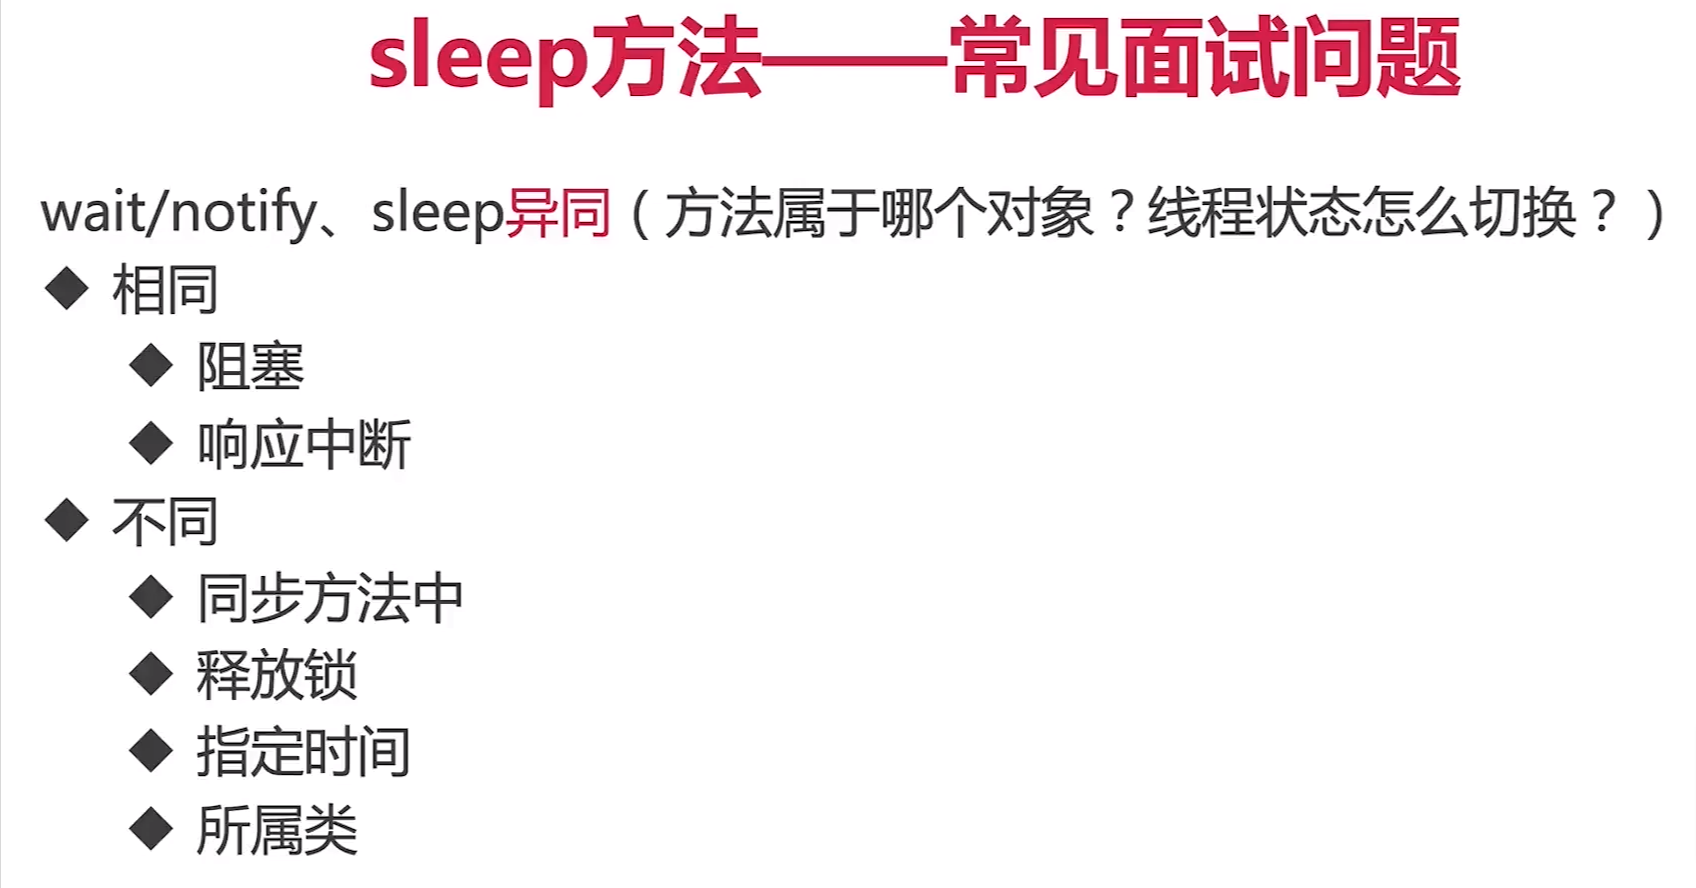 sleep方法——常见面试问题
wait/notify、sleep异同（方法属于哪个对象？线程状态怎么切换？）
◆ 相同
◆ 阻塞
◆ 响应中断
◆ 不同
◆ 同步方法中
◆ 释放锁
◆ 指定时间
◆ 所属类